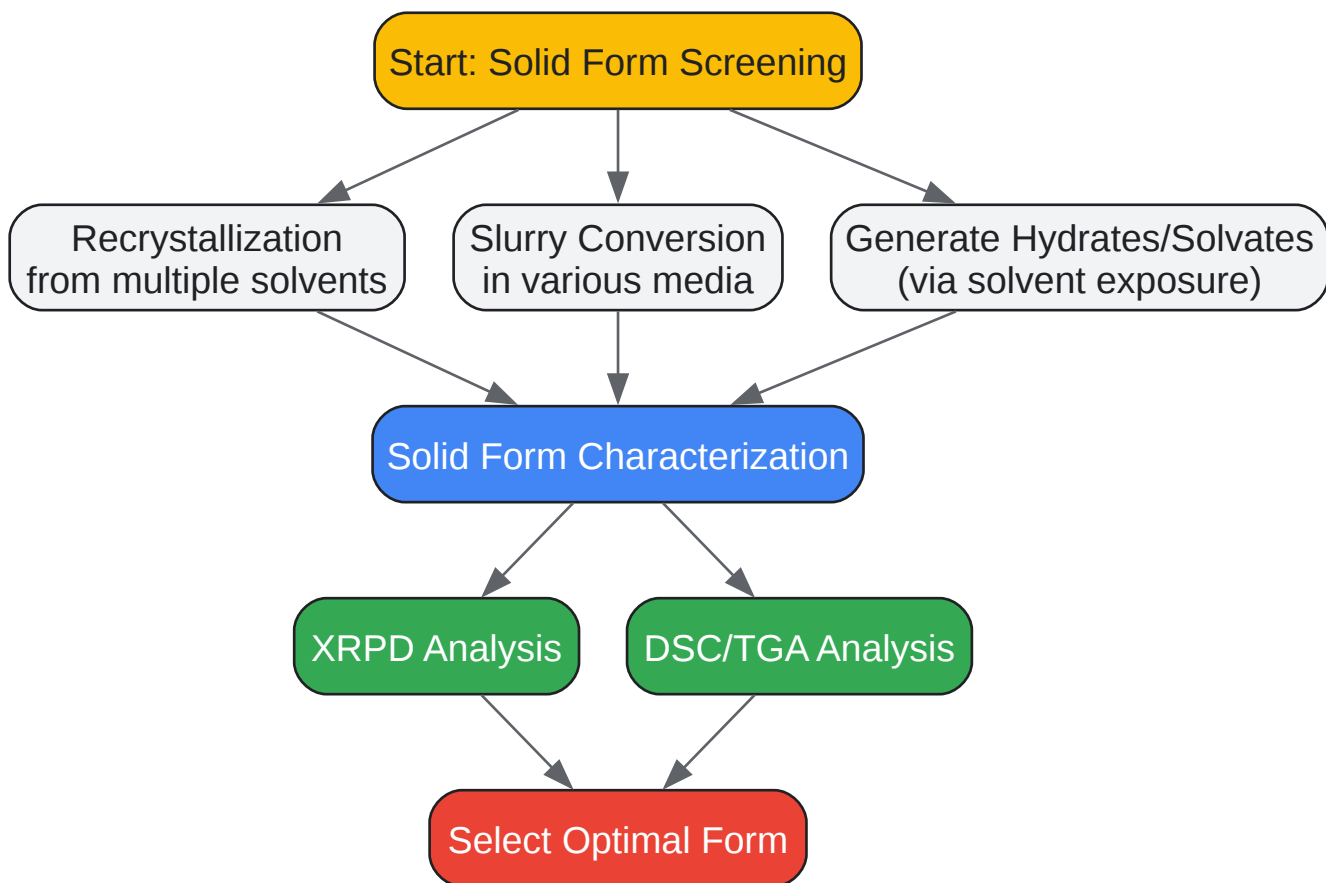 Start: Solid Form Screening
Recrystallization
from multiple solvents
Slurry Conversion
in various media
Generate Hydrates/Solvates
(via solvent exposure)
Solid Form Characterization
XRPD Analysis
DSC/TGA Analysis
Select Optimal Form